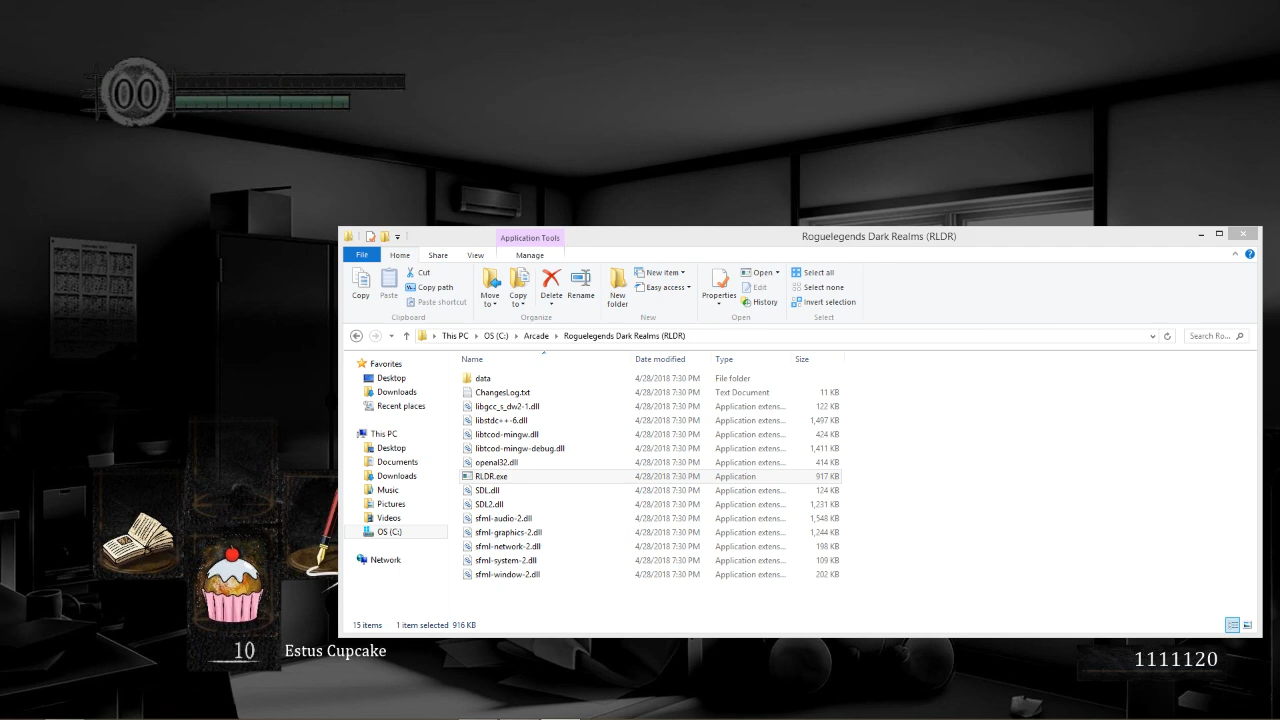 00
Application Tools
Roguelegends Dark Realms (RLDR)
File Home Share View Manage
Copy
Paste
Cut
Copy path
Paste shortcut
Clipboard
Move to
Copy to
Delete
Rename
Organize
New folder
New item
Easy access
New
Properties
Open
Edit
History
Open
Select all
Select none
Invert selection
Select
This PC OS (C:) Arcade Roguelegends Dark Realms (RLDR)
Search Ro...
Favorites
Desktop
Downloads
Recent places
This PC
Desktop
Documents
Downloads
Music
Pictures
Videos
OS (C:)
Network
Name Date modified Type Size
data 4/28/2018 7:30 PM File folder
ChangesLog.txt 4/28/2018 7:30 PM Text Document 11 KB
libgcc_s_dw2-1.dll 4/28/2018 7:30 PM Application extens... 122 KB
libstdc++-6.dll 4/28/2018 7:30 PM Application extens... 1,497 KB
libtcod-mingw.dll 4/28/2018 7:30 PM Application extens... 424 KB
libtcod-mingw-debug.dll 4/28/2018 7:30 PM Application extens... 1,411 KB
openal32.dll 4/28/2018 7:30 PM Application extens... 414 KB
RLDR.exe 4/28/2018 7:30 PM Application 917 KB
SDL.dll 4/28/2018 7:30 PM Application extens... 124 KB
SDL2.dll 4/28/2018 7:30 PM Application extens... 1,231 KB
sfml-audio-2.dll 4/28/2018 7:30 PM Application extens... 1,548 KB
sfml-graphics-2.dll 4/28/2018 7:30 PM Application extens... 1,244 KB
sfml-network-2.dll 4/28/2018 7:30 PM Application extens... 198 KB
sfml-system-2.dll 4/28/2018 7:30 PM Application extens... 109 KB
sfml-window-2.dll 4/28/2018 7:30 PM Application extens... 202 KB
15 items 1 item selected 916 KB
10 Estus Cupcake
1111120